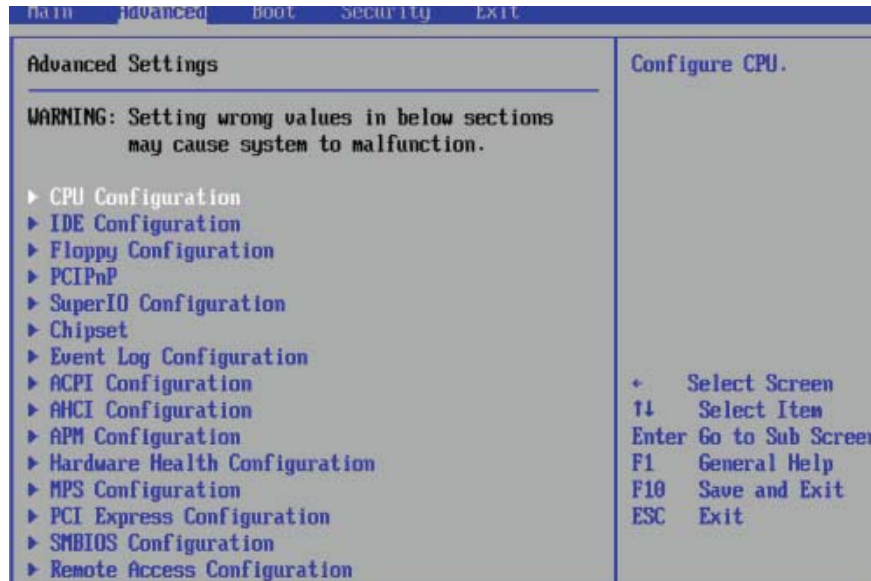 Main Advanced Boot Security Exit
Advanced Settings
WARNING: Setting wrong values in below sections
may cause system to malfunction.
▶ CPU Configuration
▶ IDE Configuration
▶ Floppy Configuration
▶ PCIPnP
▶ SuperIO Configuration
▶ Chipset
▶ Event Log Configuration
▶ ACPI Configuration
▶ AHCI Configuration
▶ APM Configuration
▶ Hardware Health Configuration
▶ MPS Configuration
▶ PCI Express Configuration
▶ SMBIOS Configuration
▶ Remote Access Configuration
Configure CPU.
← Select Screen
↑↓ Select Item
Enter Go to Sub Screen
F1 General Help
F10 Save and Exit
ESC Exit